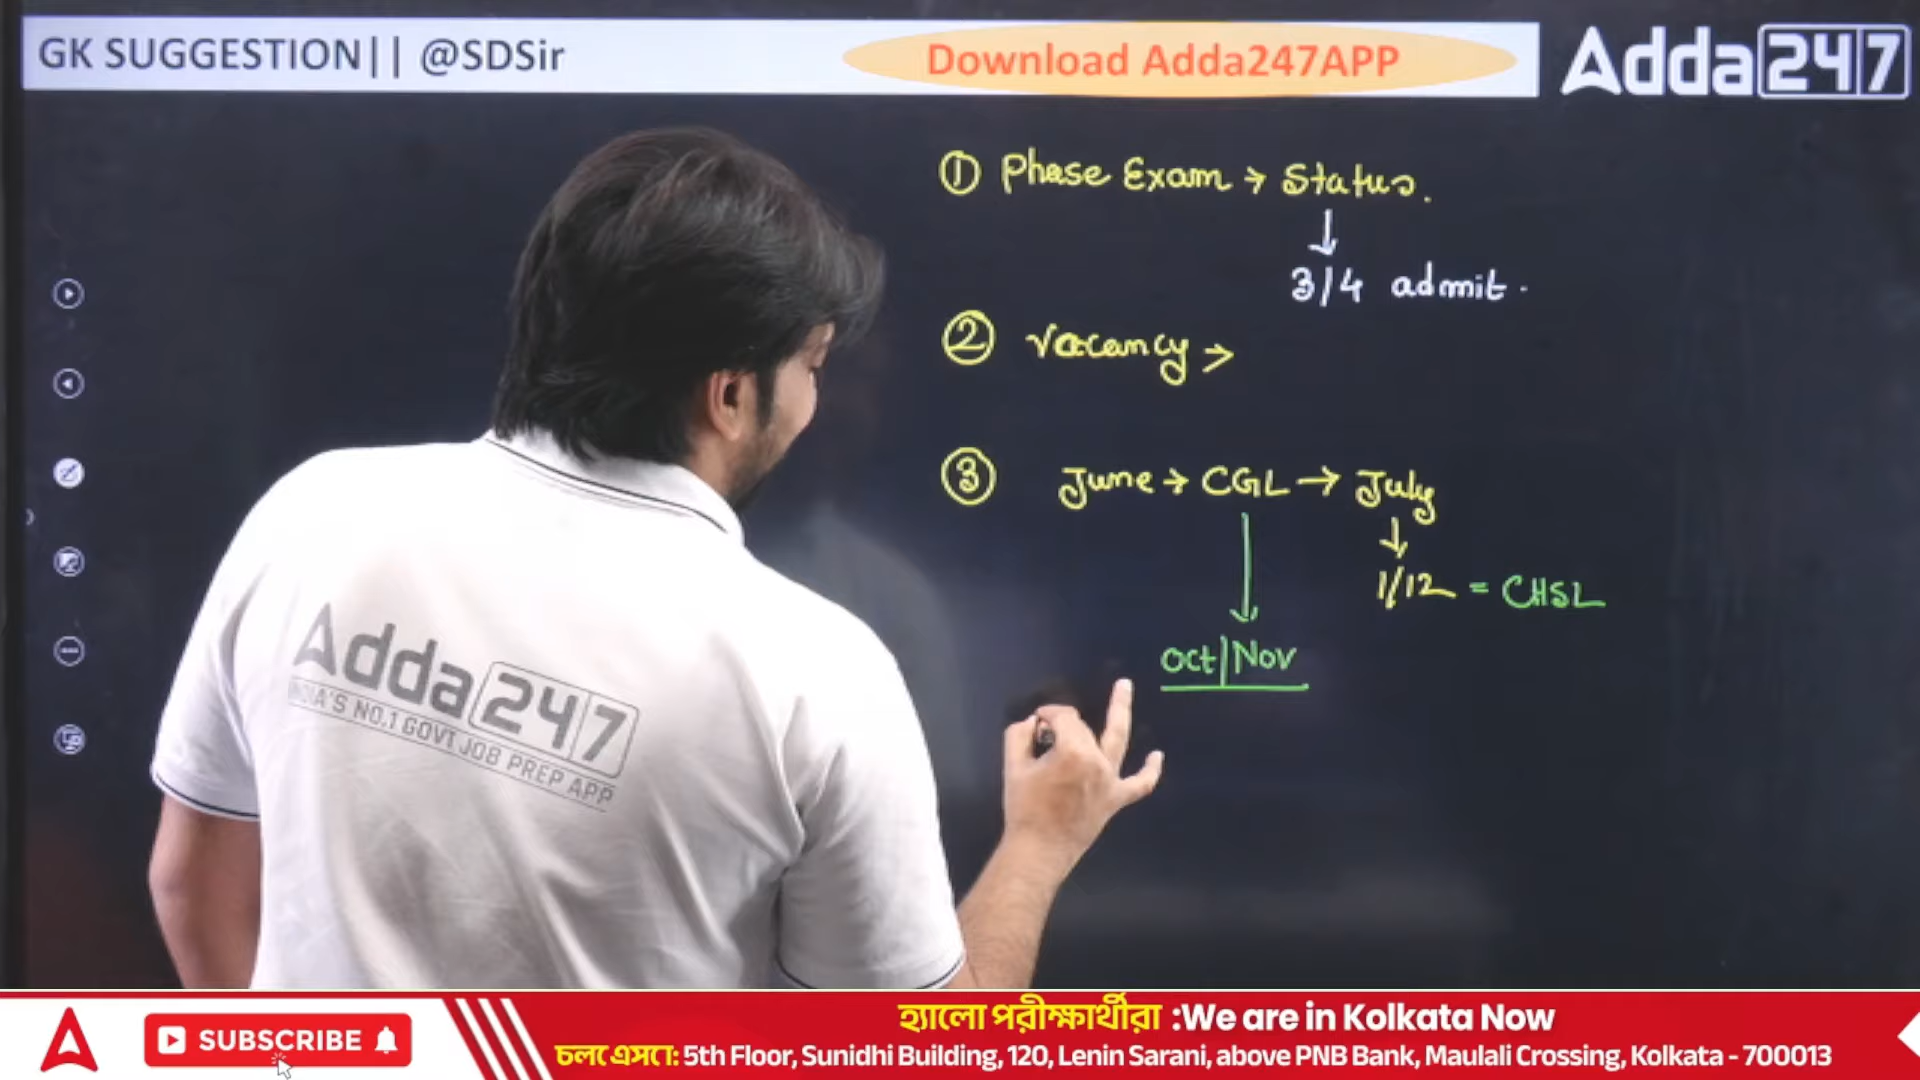 GK SUGGESTION|| @SDSir
Download Adda247APP
Adda247
① Phase Exam → Status.
↓
3/4 admit.
② Vacancy →
③ June → CGL → July
↓
1/12 = CHSL
↓
Oct|Nov
Adda247
INDIA'S NO.1 GOVT JOB PREP APP
SUBSCRIBE
হ্যালো পরীক্ষার্থীরা :We are in Kolkata Now
চলে এসো: 5th Floor, Sunidhi Building, 120, Lenin Sarani, above PNB Bank, Maulali Crossing, Kolkata - 700013